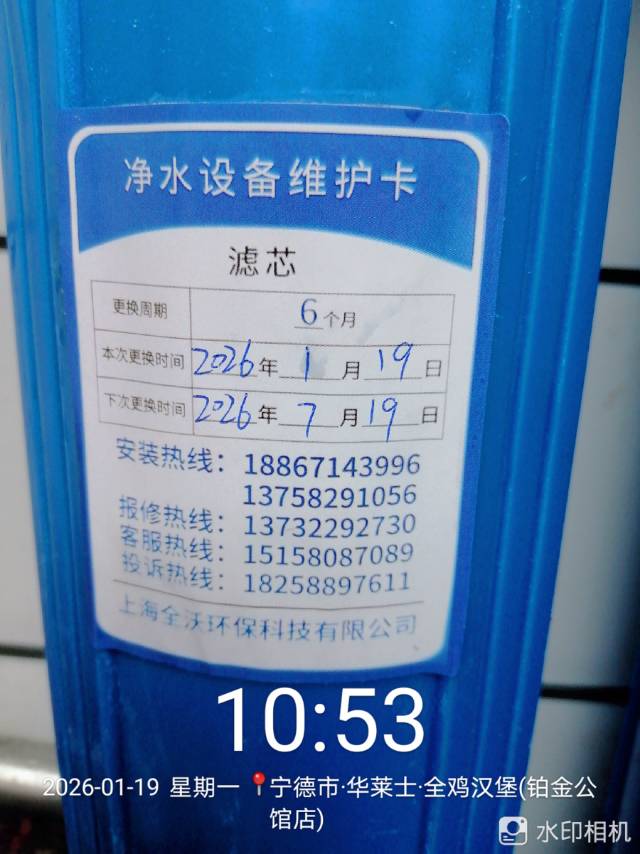 净水设备维护卡
滤芯
更换周期 6个月
本次更换时间 2026年 1 月 19 日
下次更换时间 2026年 7 月 19 日
安装热线：18867143996
13758291056
报修热线：13732292730
客服热线：15158087089
投诉热线：18258897611
上海全沃环保科技有限公司
10:53
2026-01-19 星期一 📍宁德市·华莱士·全鸡汉堡(铂金公
馆店)
水印相机